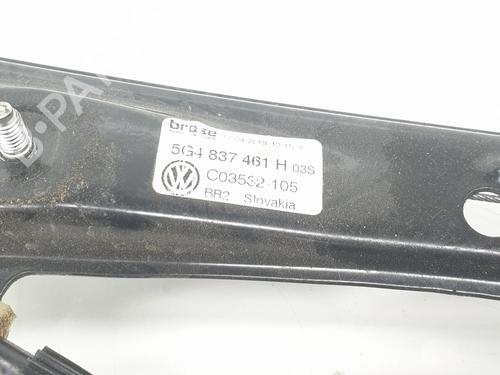 brose
5G4 837 461 H 03S
C03532-105
BR2 Slovakia